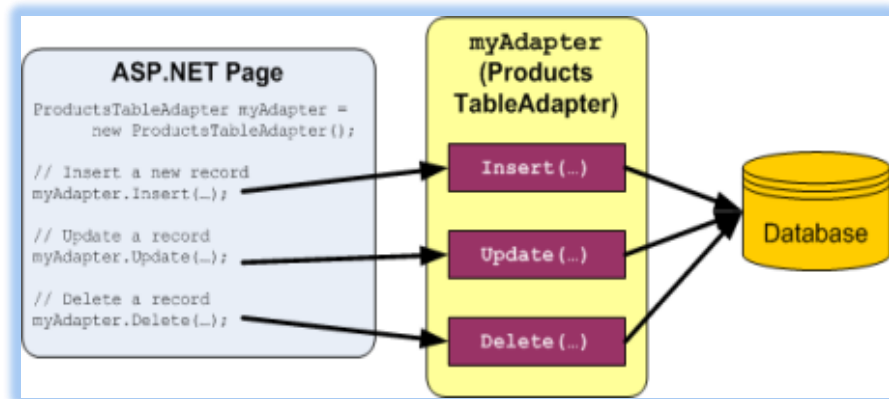 ASP.NET Page
ProductsTableAdapter myAdapter =
new ProductsTableAdapter();
// Insert a new record
myAdapter.Insert(…);
// Update a record
myAdapter.Update(…);
// Delete a record
myAdapter.Delete(…);
myAdapter
(Products
TableAdapter)
Insert(…)
Update(…)
Delete(…)
Database